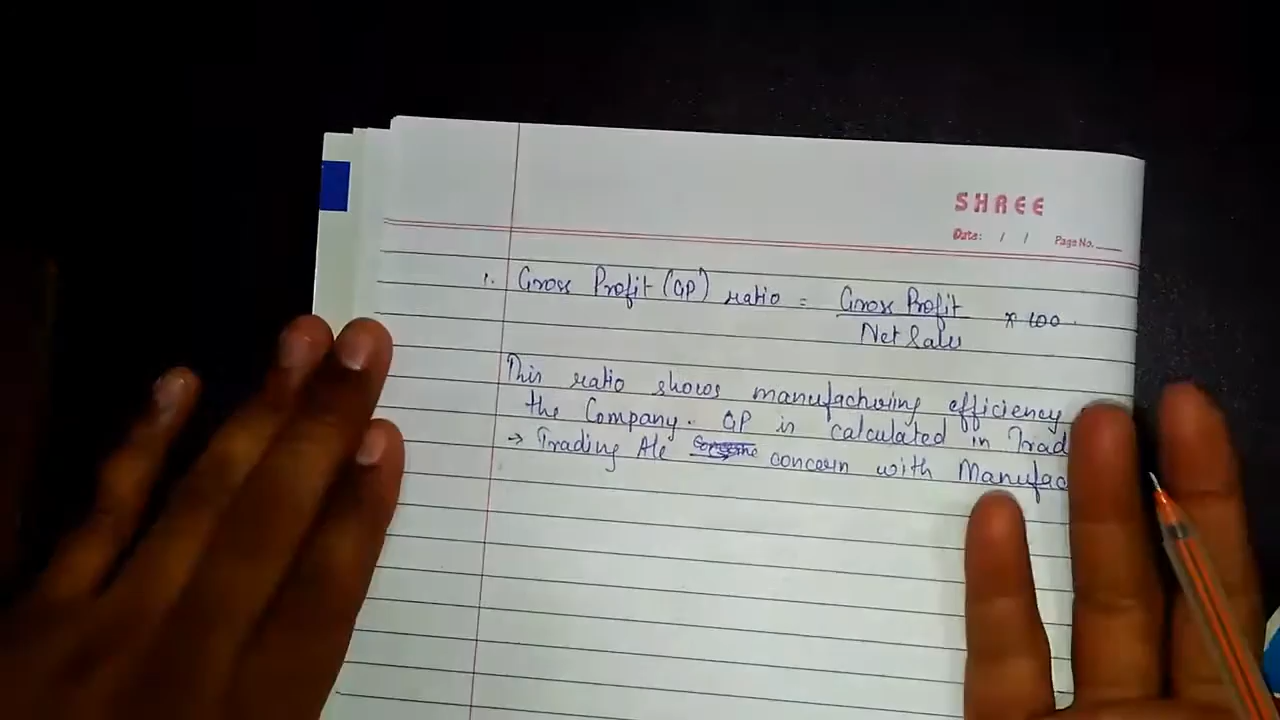 SHREE
Date: / / Page No.
1. Gross Profit (GP) ratio = Gross Profit × 100
Net Sales
This ratio shows manufacturing efficiency
the Company. GP is calculated in Trad
→ Trading A/c concern with Manufac